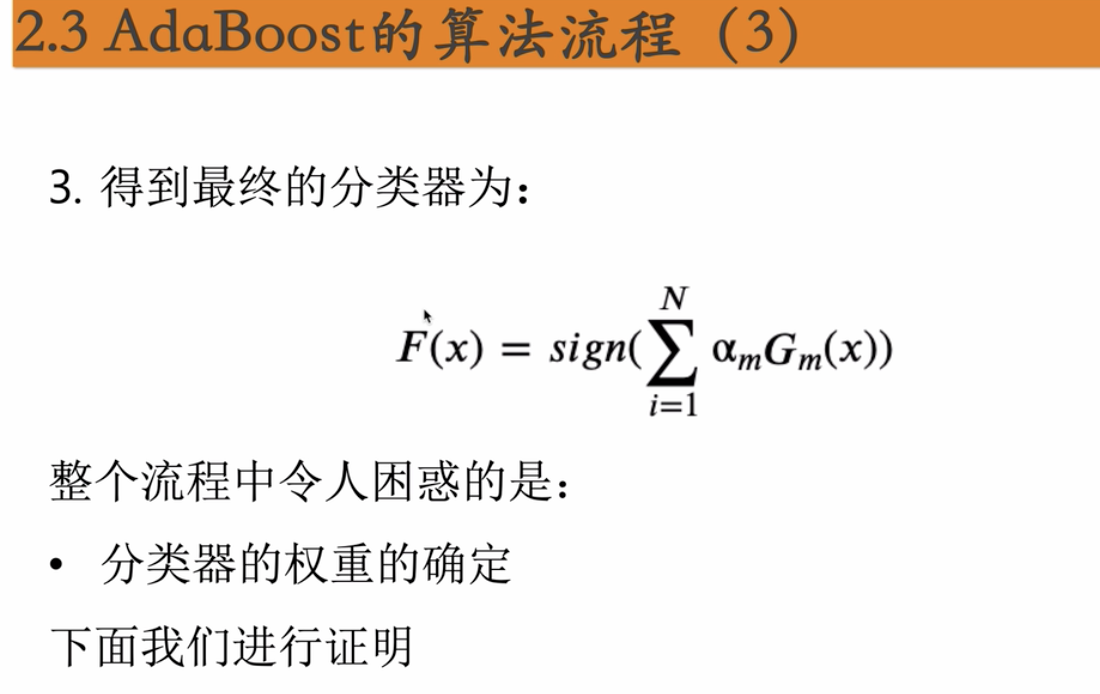 2.3 AdaBoost的算法流程（3）
3. 得到最终的分类器为：
F(x) = sign(∑_{i=1}^{N} α_m G_m(x))
整个流程中令人困惑的是：
• 分类器的权重的确定
下面我们进行证明